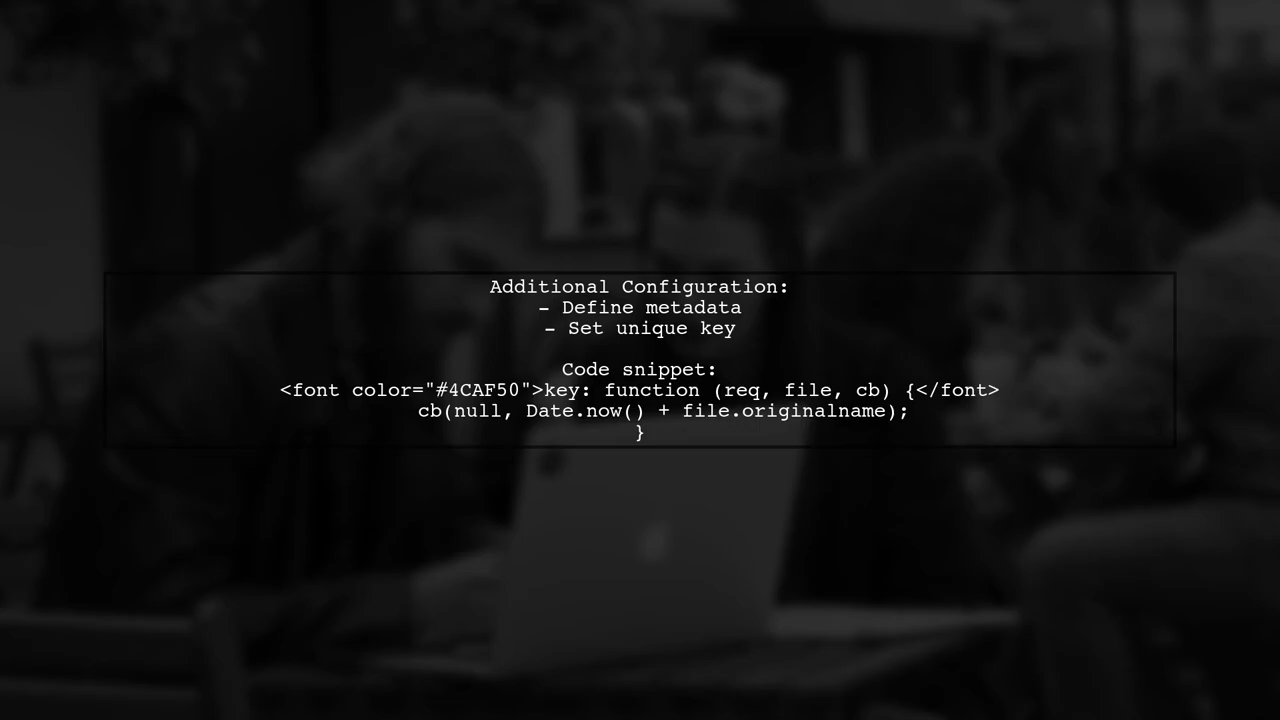 Additional Configuration:
- Define metadata
- Set unique key

Code snippet:
<font color="#4CAF50">key: function (req, file, cb) {</font>
cb(null, Date.now() + file.originalname);
}